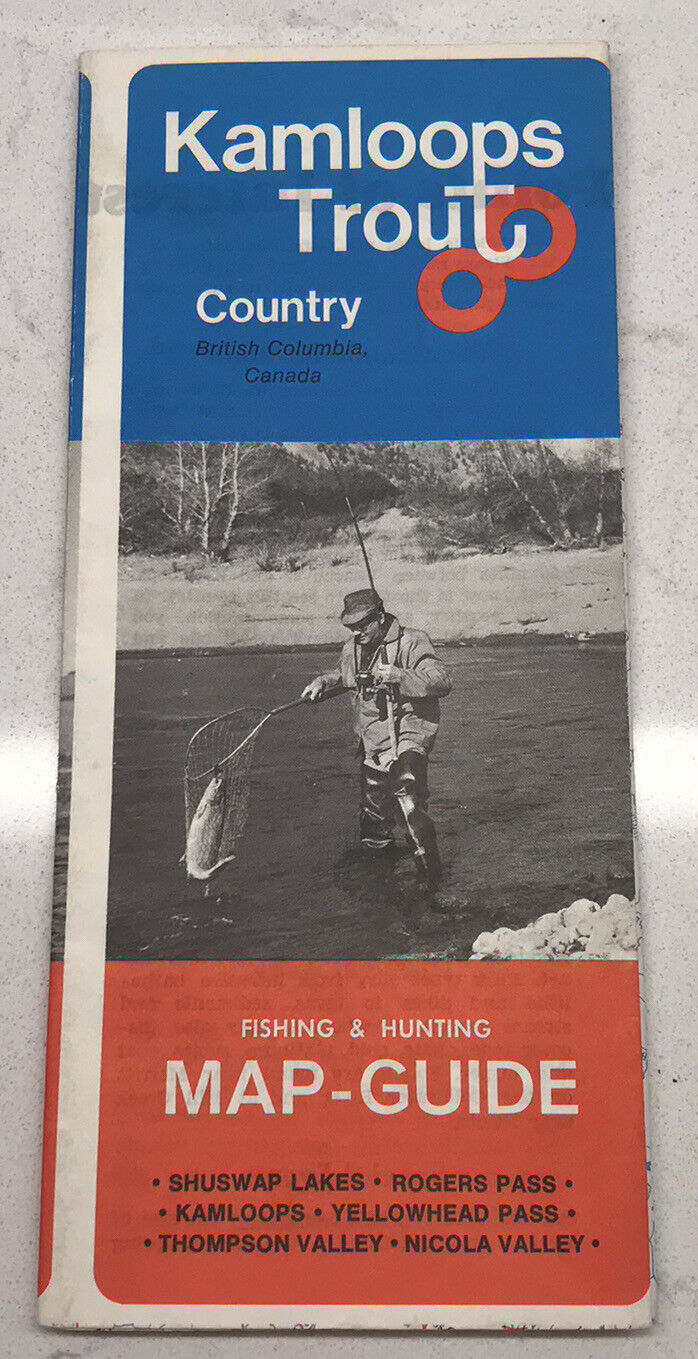 Kamloops
Trout
Country
British Columbia,
Canada
FISHING & HUNTING
MAP-GUIDE
• SHUSWAP LAKES • ROGERS PASS •
• KAMLOOPS • YELLOWHEAD PASS •
• THOMPSON VALLEY • NICOLA VALLEY •